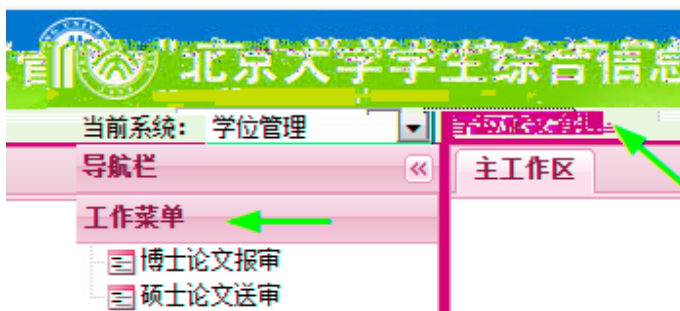 北京大学学生综合信息
当前系统： 学位管理
导航栏
主工作区
工作菜单
博士论文报审
硕士论文送审